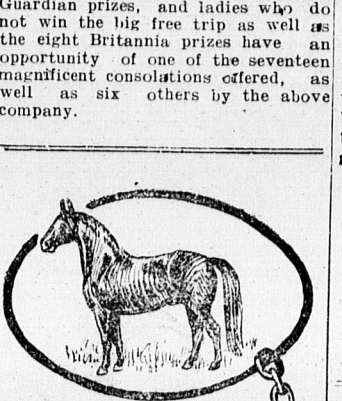 Guardian prizes, and ladies who do
not win the big free trip as well as
the eight Britannia prizes have an
opportunity of one of the seventeen
magnificent consolations offered, as
well as six others by the above
company.